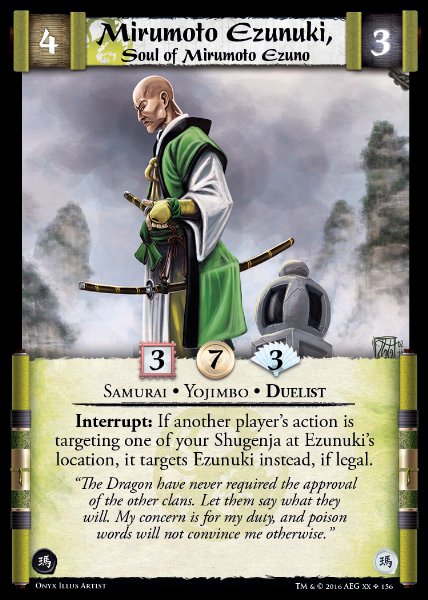 4
Mirumoto Ezunuki,
Soul of Mirumoto Ezuno
3
3
7
3
Samurai • Yojimbo • Duelist
Interrupt: If another player's action is
targeting one of your Shugenja at Ezunuki's
location, it targets Ezunuki instead, if legal.
“The Dragon have never required the approval
of the other clans. Let them say what they
will. My concern is for my duty, and poison
words will not convince me otherwise.”
瑪
瑪
Onyx Illus Artist
TM & © 2016 AEG XX ❖ 156